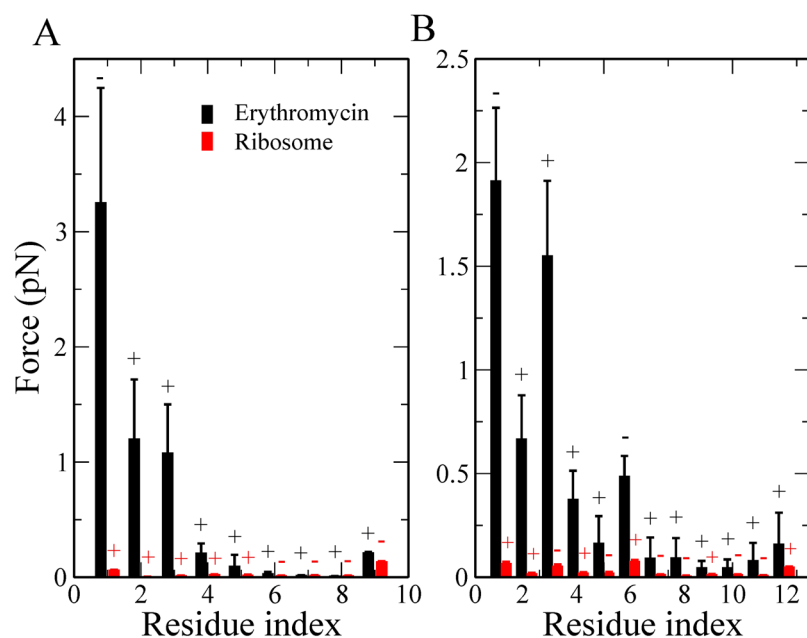 A
B
Erythromycin
Ribosome
Force (pN)
4
3
2
1
0
0 2 4 6 8 10
Residue index
2.5
2
1.5
1
0.5
0
0 2 4 6 8 10 12
Residue index